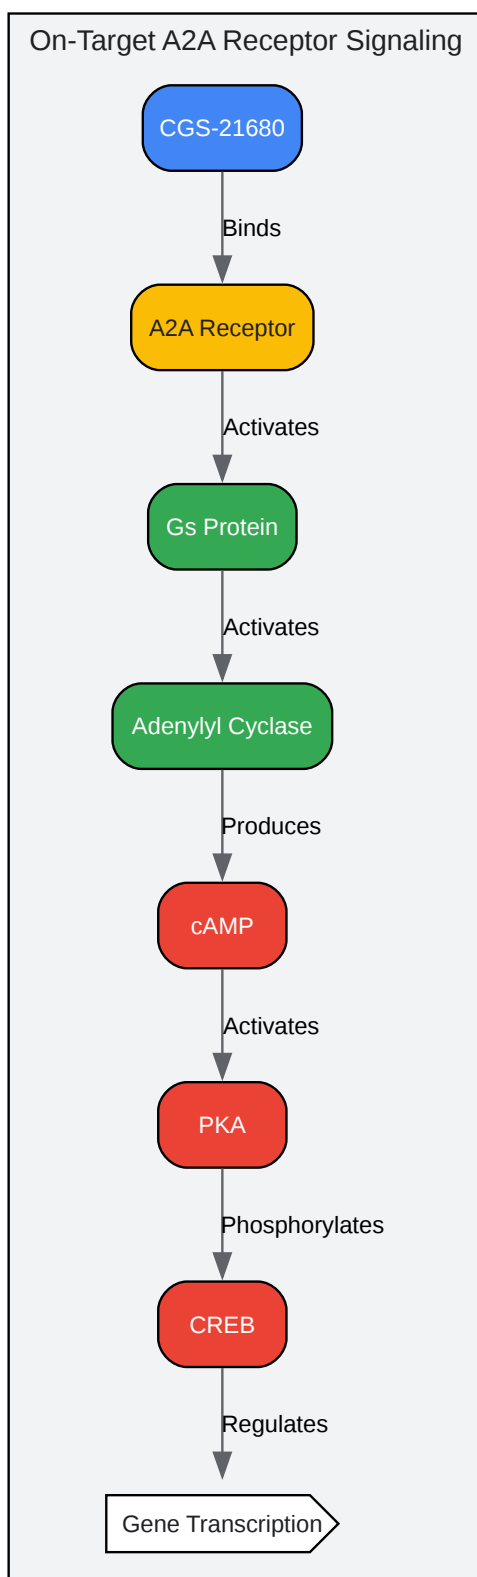 On-Target A2A Receptor Signaling
CGS-21680
Binds
A2A Receptor
Activates
Gs Protein
Activates
Adenylyl Cyclase
Produces
cAMP
Activates
PKA
Phosphorylates
CREB
Regulates
Gene Transcription